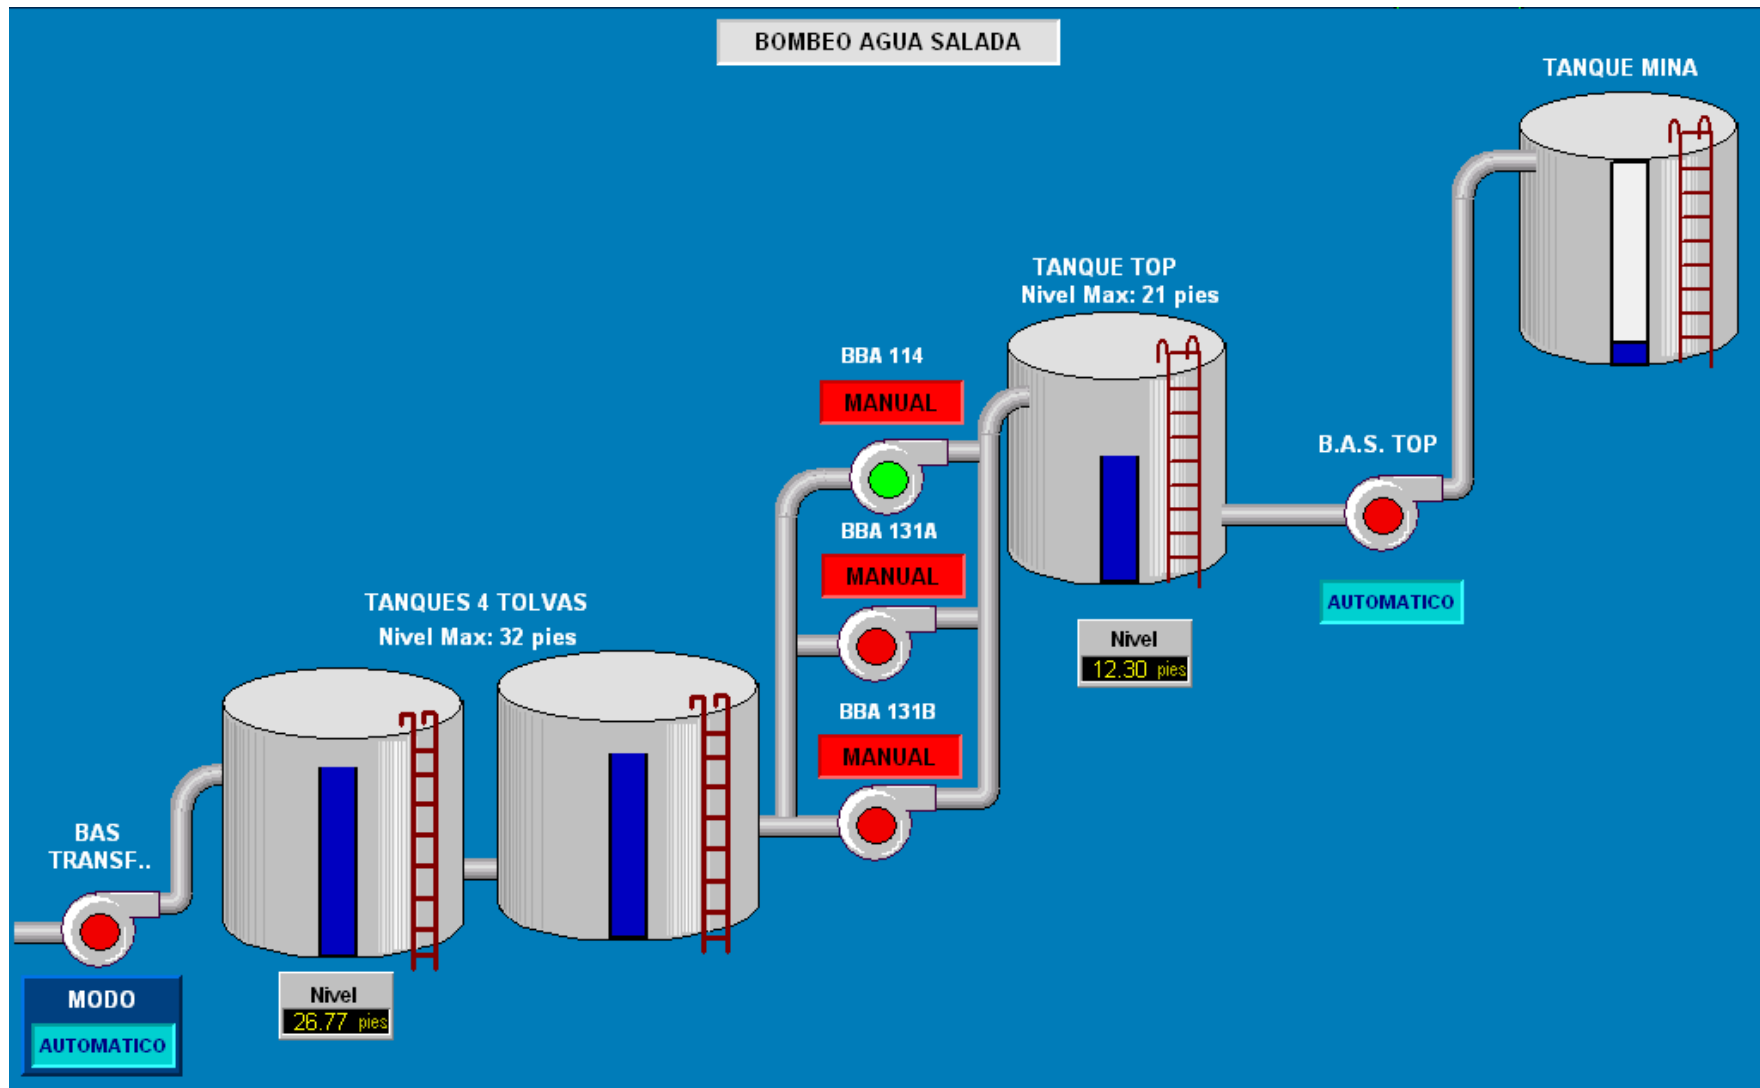 BOMBEO AGUA SALADA
TANQUE MINA
TANQUE TOP
Nivel Max: 21 pies
BBA 114
MANUAL
B.A.S. TOP
BBA 131A
MANUAL
AUTOMATICO
TANQUES 4 TOLVAS
Nivel Max: 32 pies
Nivel
12.30 pies
BBA 131B
MANUAL
BAS
TRANSF..
MODO
AUTOMATICO
Nivel
26.77 pies